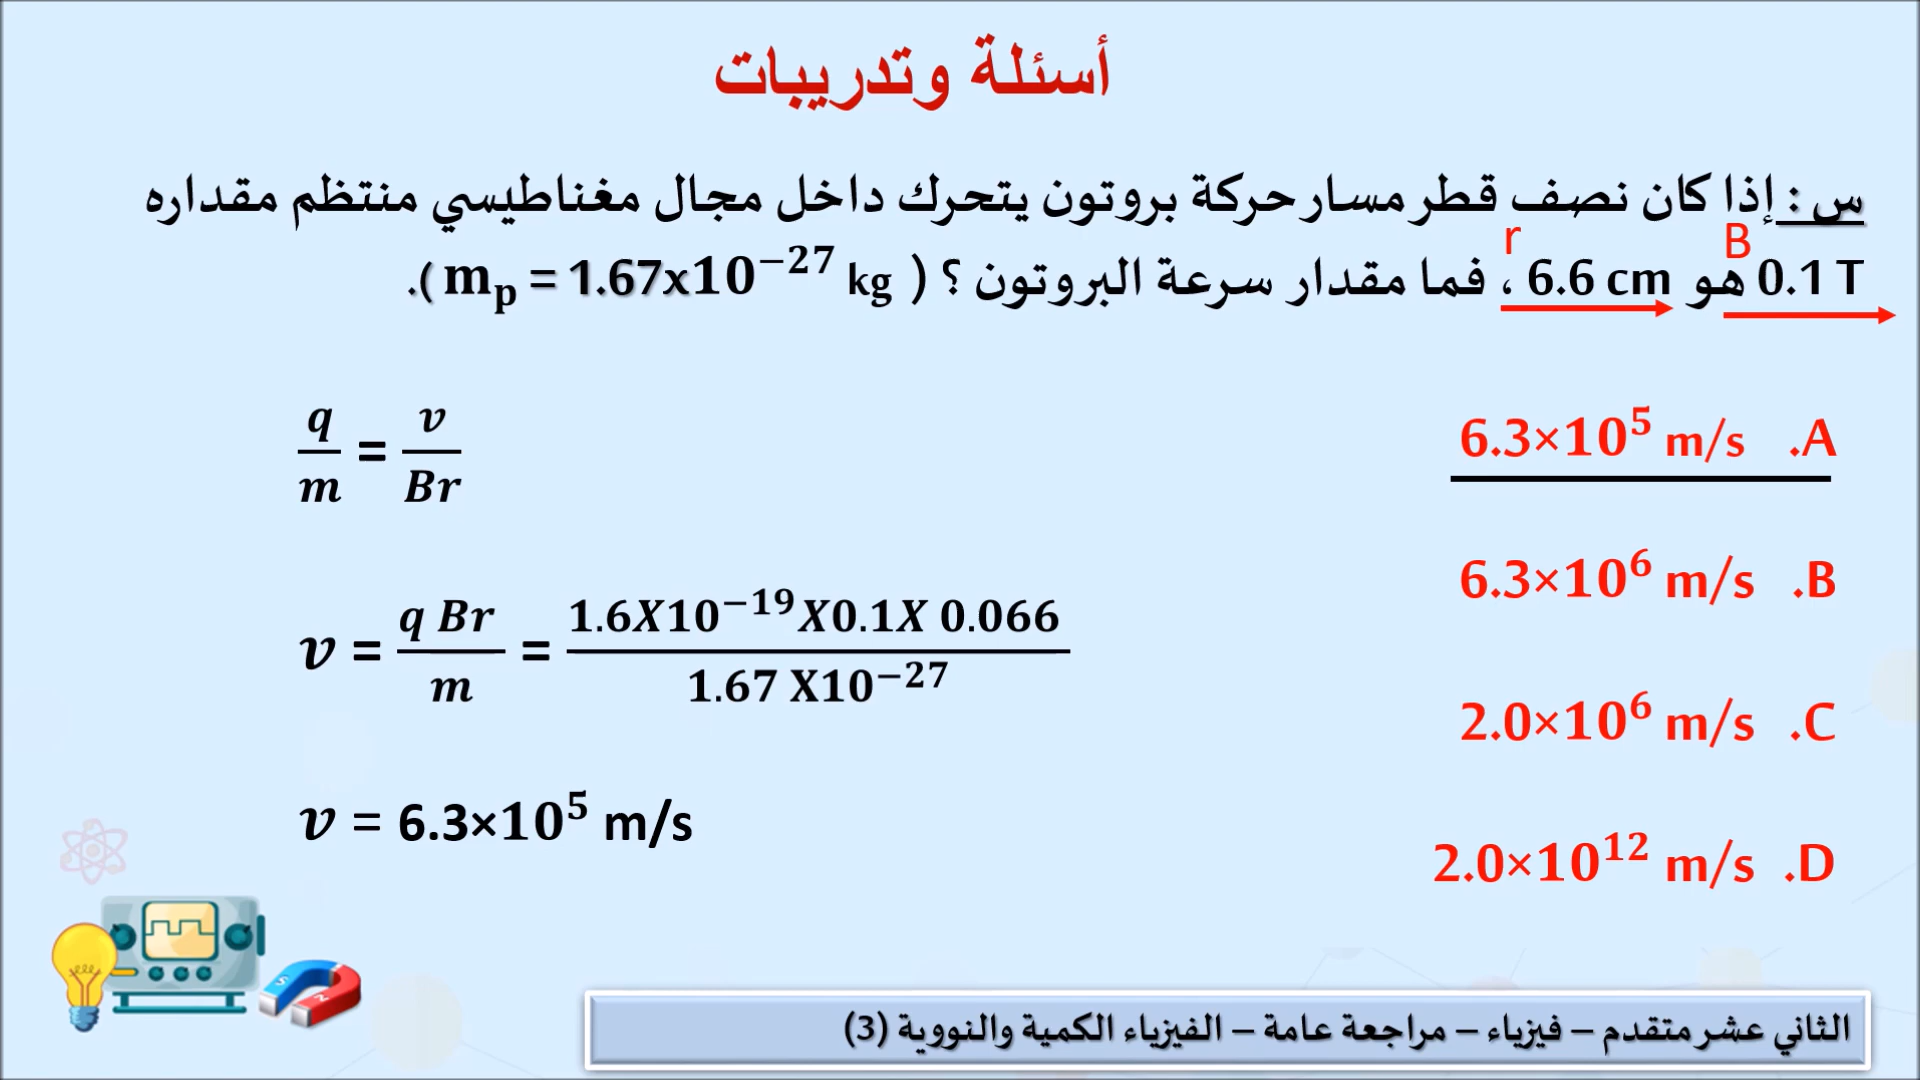 أسئلة وتدريبات
س : إذا كان نصف قطر مسار حركة بروتون يتحرك داخل مجال مغناطيسي منتظم مقداره
r
B
0.1 T هو 6.6 cm ، فما مقدار سرعة البروتون ؟ ( m_p = 1.67x10^−27 kg ).
q/m = v/Br
6.3×10^5 m/s .A
6.3×10^6 m/s .B
v = q Br/m = 1.6X10^−19X0.1X 0.066/1.67 X10^−27
2.0×10^6 m/s .C
v = 6.3×10^5 m/s
2.0×10^12 m/s .D
S
N
الثاني عشر متقدم – فيزياء – مراجعة عامة – الفيزياء الكمية والنووية (3)